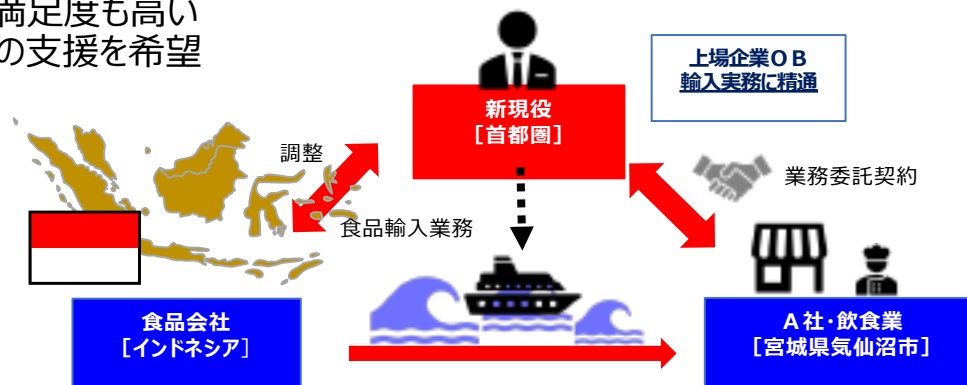 満足度も高い
の支援を希望
上場企業OB
輸入実務に精通
新現役
[首都圏]
調整
業務委託契約
食品輸入業務
食品会社
[インドネシア]
A社・飲食業
[宮城県気仙沼市]